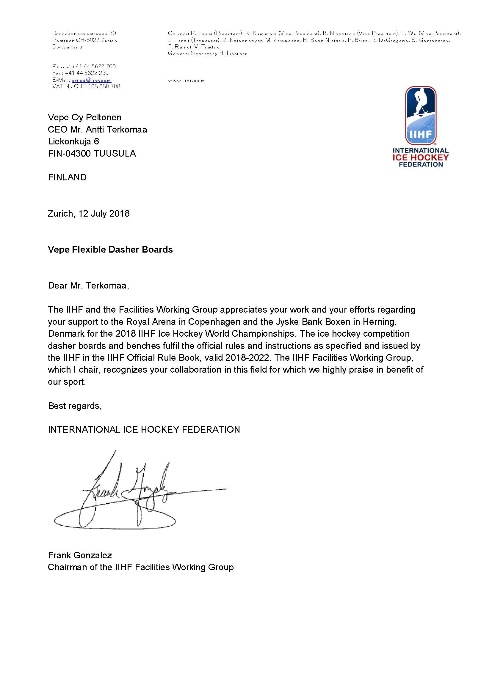 Vepe Oy Peltonen
CEO Mr. Antti Terkomaa
Liekonkuja 6
FIN-04300 TUUSULA
FINLAND
IIHF
INTERNATIONAL
ICE HOCKEY
FEDERATION
Zurich, 12 July 2018
Vepe Flexible Dasher Boards
Dear Mr. Terkomaa,
The IIHF and the Facilities Working Group appreciates your work and your efforts regarding
your support to the Royal Arena in Copenhagen and the Jyske Bank Boxen in Herning,
Denmark for the 2018 IIHF Ice Hockey World Championships. The ice hockey competition
dasher boards and benches fulfil the official rules and instructions as specified and issued by
the IIHF in the IIHF Official Rule Book, valid 2018-2022. The IIHF Facilities Working Group,
which I chair, recognizes your collaboration in this field for which we highly praise in benefit of
our sport.
Best regards,
INTERNATIONAL ICE HOCKEY FEDERATION
Frank Gonzalez
Chairman of the IIHF Facilities Working Group